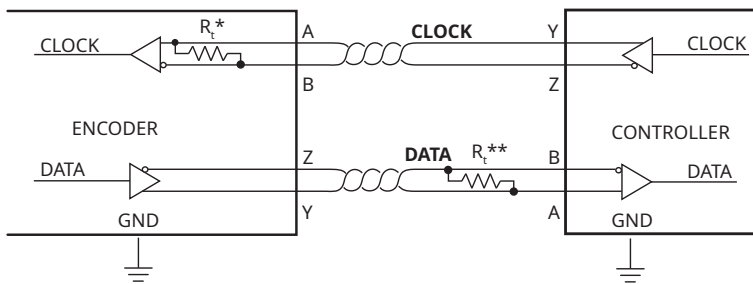 Rt*
A
CLOCK
Y
CLOCK
CLOCK
B
Z
ENCODER
CONTROLLER
Z
DATA
Rt**
B
DATA
DATA
Y
A
GND
GND